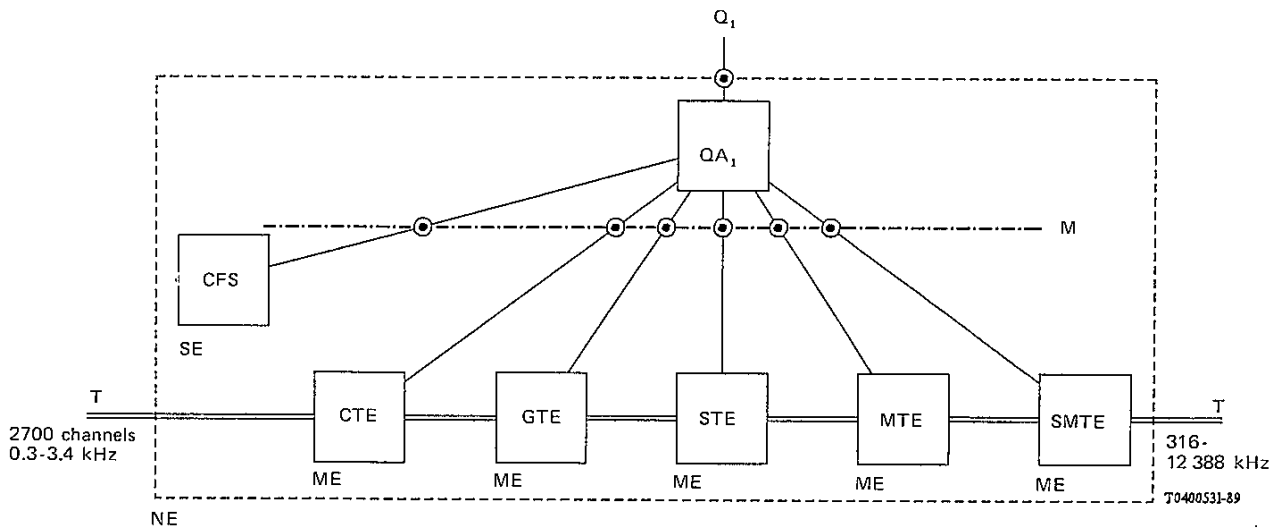 Q1
QA1
M
CFS
SE
T
CTE
GTE
STE
MTE
SMTE
T
2700 channels
0.3-3.4 kHz
316-
12 388 kHz
ME
ME
ME
ME
ME
T0400531-89
NE